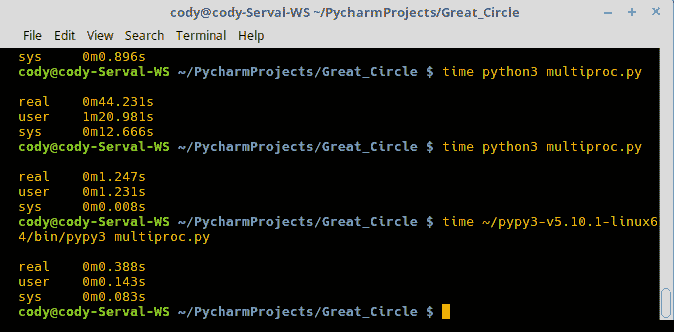 cody@cody-Serval-WS ~/PycharmProjects/Great_Circle
File Edit View Search Terminal Help
sys 0m0.896s
cody@cody-Serval-WS ~/PycharmProjects/Great_Circle $ time python3 multiproc.py
real 0m44.231s
user 1m20.981s
sys 0m12.666s
cody@cody-Serval-WS ~/PycharmProjects/Great_Circle $ time python3 multiproc.py
real 0m1.247s
user 0m1.231s
sys 0m0.008s
cody@cody-Serval-WS ~/PycharmProjects/Great_Circle $ time ~/pypy3-v5.10.1-linux6
4/bin/pypy3 multiproc.py
real 0m0.388s
user 0m0.143s
sys 0m0.083s
cody@cody-Serval-WS ~/PycharmProjects/Great_Circle $